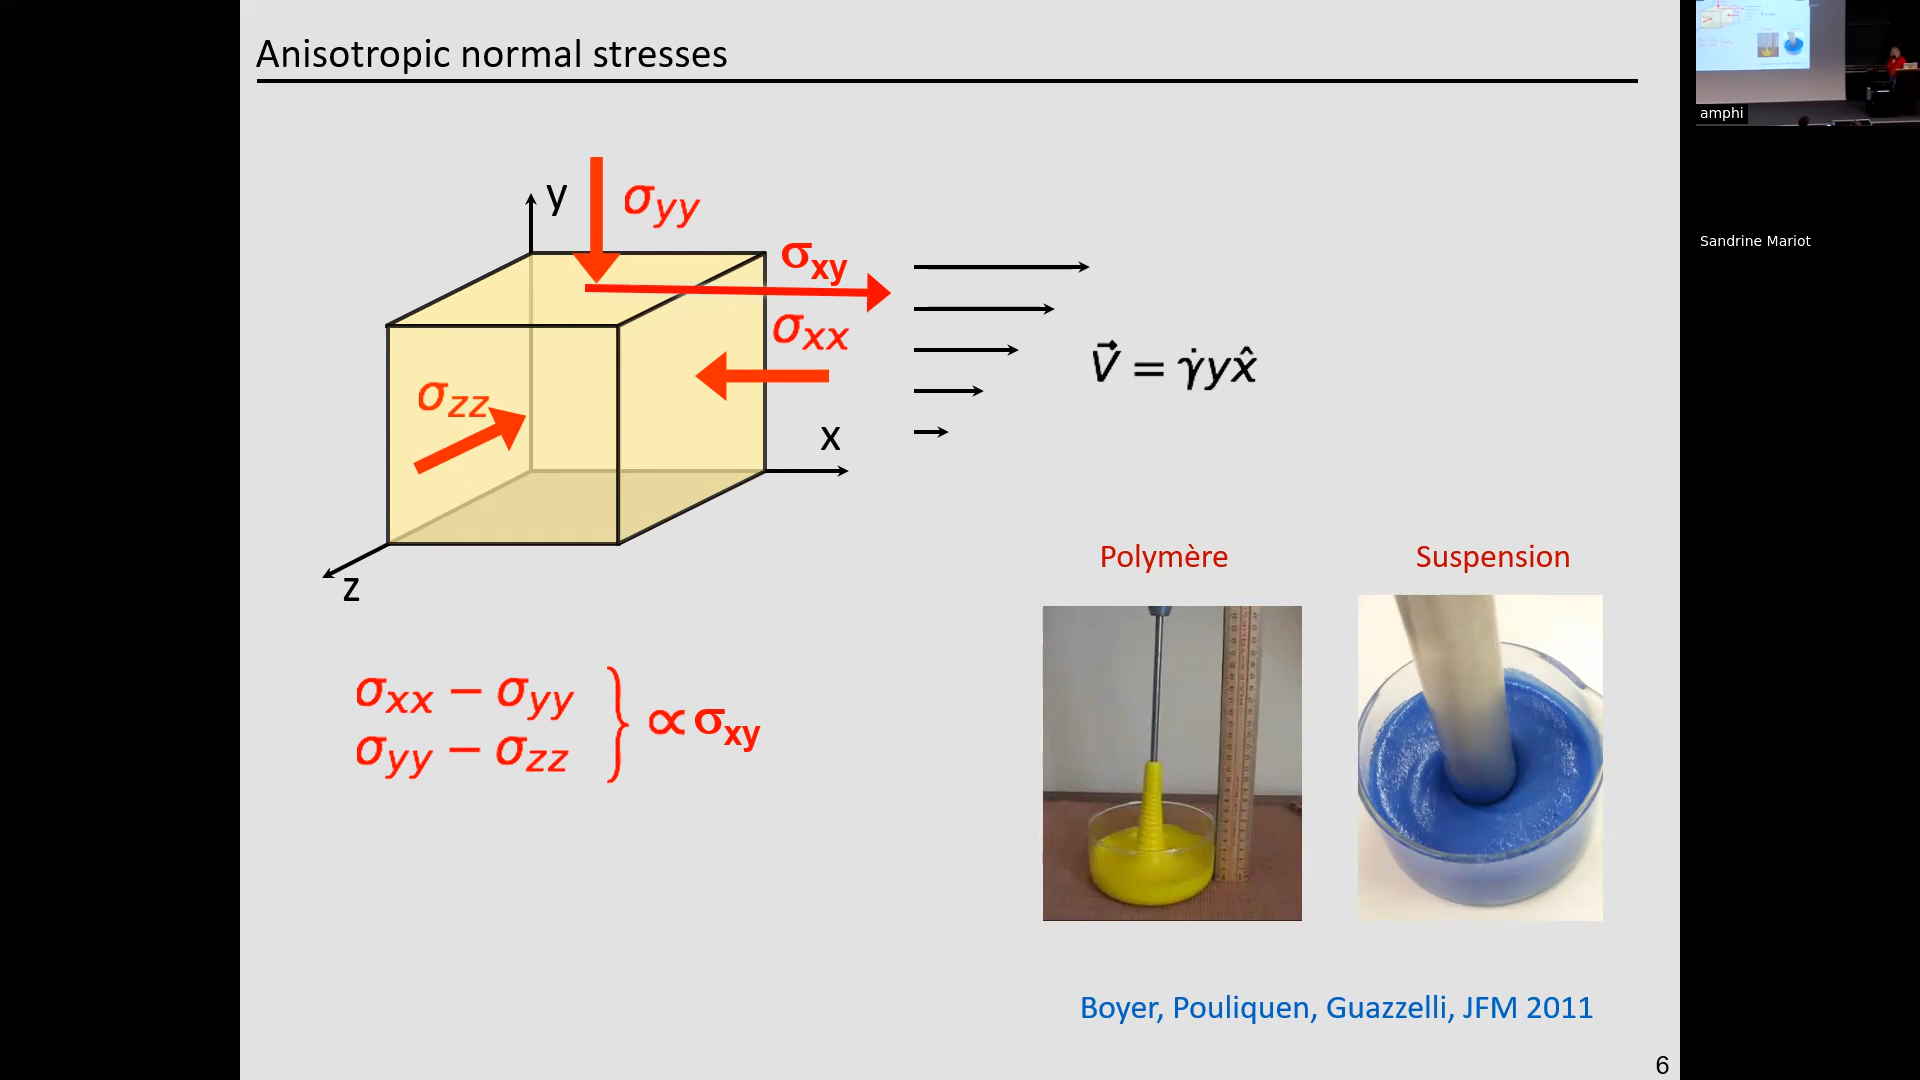 Anisotropic normal stresses
y
σyy
σxy
σxx
σzz
x
z
V⃗ = γ̇yx̂
σxx − σyy
σyy − σzz
} ∝ σxy
Polymère
Suspension
Boyer, Pouliquen, Guazzelli, JFM 2011
6
amphi
Sandrine Mariot